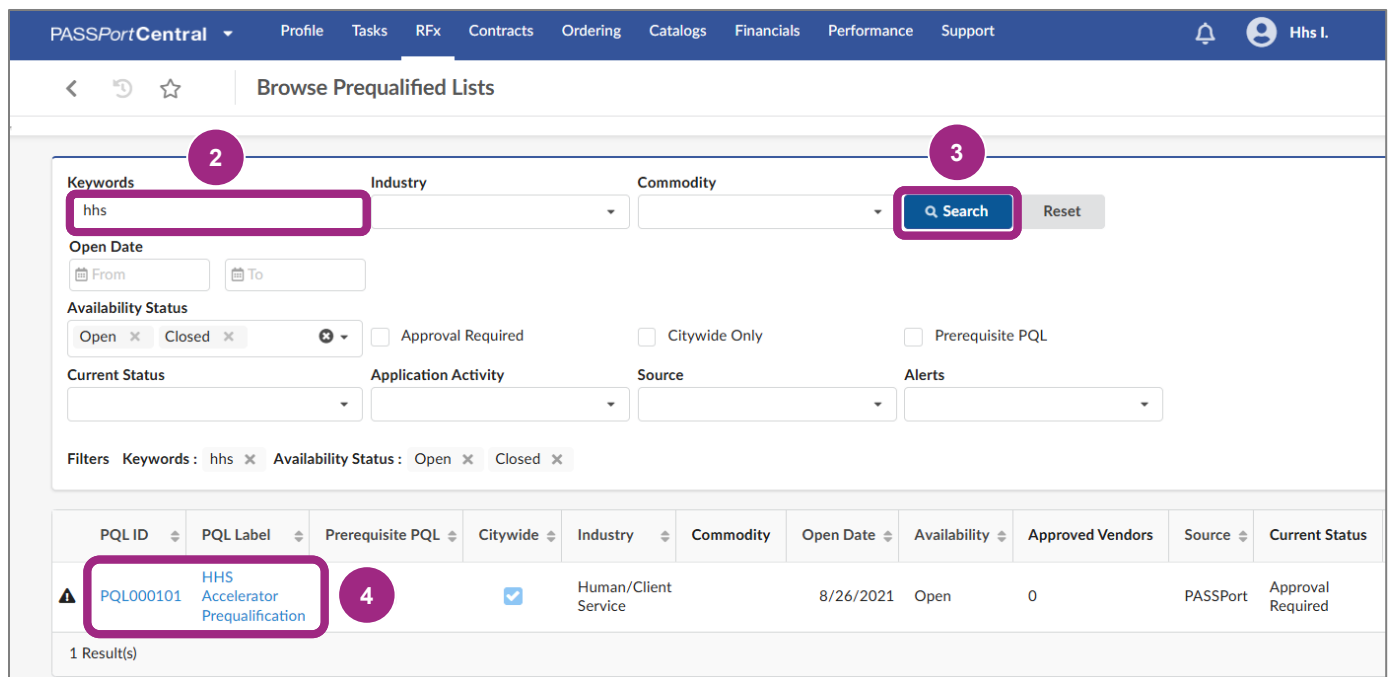 PASSPortCentral Profile Tasks RFx Contracts Ordering Catalogs Financials Performance Support Hhs I.
Browse Prequalified Lists
2 3
Keywords Industry Commodity
hhs Search Reset
Open Date
From To
Availability Status
Open Closed Approval Required Citywide Only Prerequisite PQL
Current Status Application Activity Source Alerts
Filters Keywords : hhs Availability Status : Open Closed
PQL ID PQL Label Prerequisite PQL Citywide Industry Commodity Open Date Availability Approved Vendors Source Current Status
PQL000101 HHS Accelerator Prequalification 4 Human/Client Service 8/26/2021 Open 0 PASSPort Approval Required
1 Result(s)